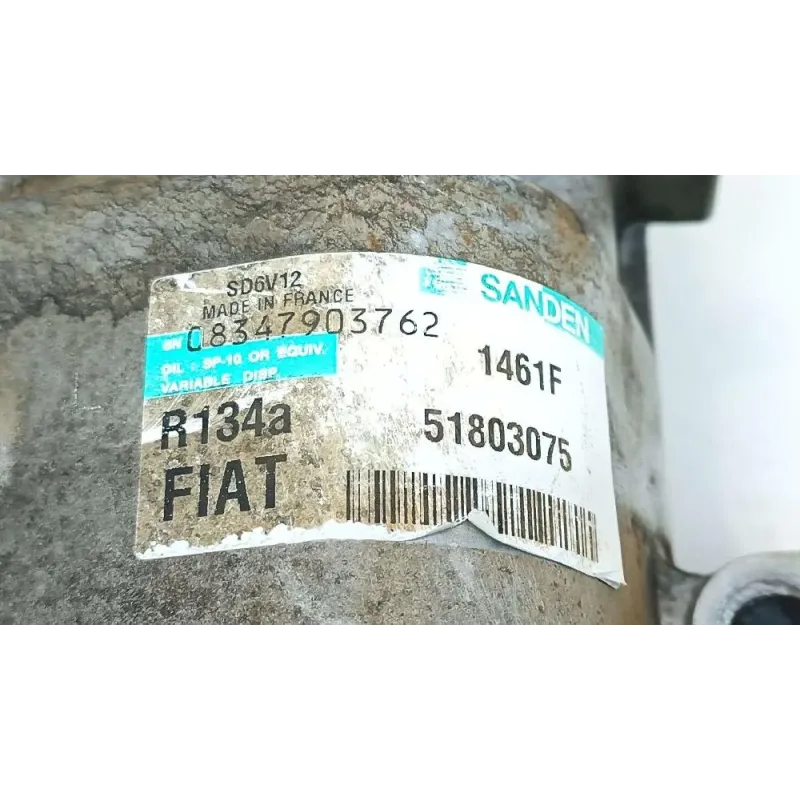 SD6V12
MADE IN FRANCE
SN 08347903762
OIL : SP-10 OR EQUIV.
VARIABLE DISP
R134a
FIAT
SANDEN
1461F
51803075